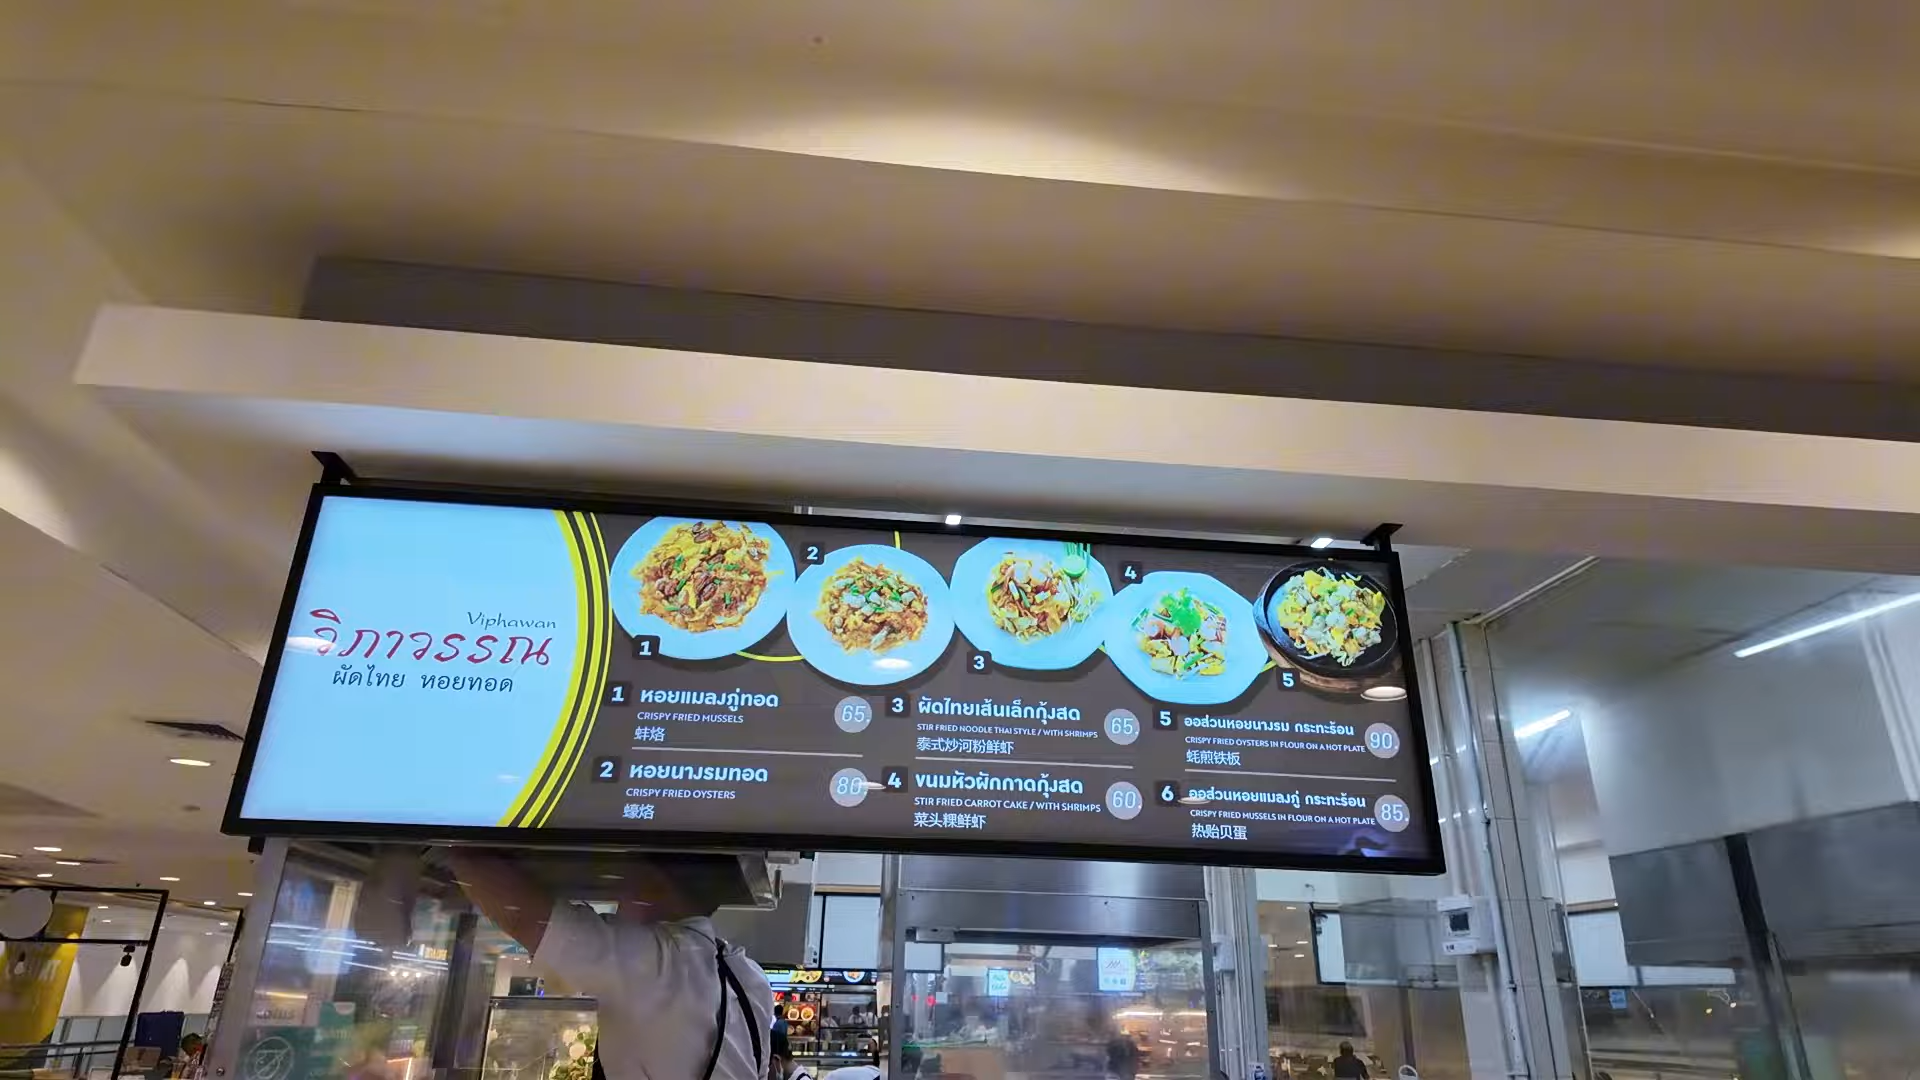 Viphawan
วิภาวรรณ
ผัดไทย หอยทอด
1
2
3
4
5
1 หอยแมลงภู่ทอด 65.
CRISPY FRIED MUSSELS
蚌烙
2 หอยนางรมทอด 80.
CRISPY FRIED OYSTERS
蠔烙
3 ผัดไทยเส้นเล็กกุ้งสด 65.
STIR FRIED NOODLE THAI STYLE / WITH SHRIMPS
泰式炒河粉鲜虾
4 ขนมหัวผักกาดกุ้งสด 60.
STIR FRIED CARROT CAKE / WITH SHRIMPS
菜头粿鲜虾
5 ออส่วนหอยนางรม กระทะร้อน 90.
CRISPY FRIED OYSTERS IN FLOUR ON A HOT PLATE
蚝煎铁板
6 ออส่วนหอยแมลงภู่ กระทะร้อน 85.
CRISPY FRIED MUSSELS IN FLOUR ON A HOT PLATE
热贻贝蛋